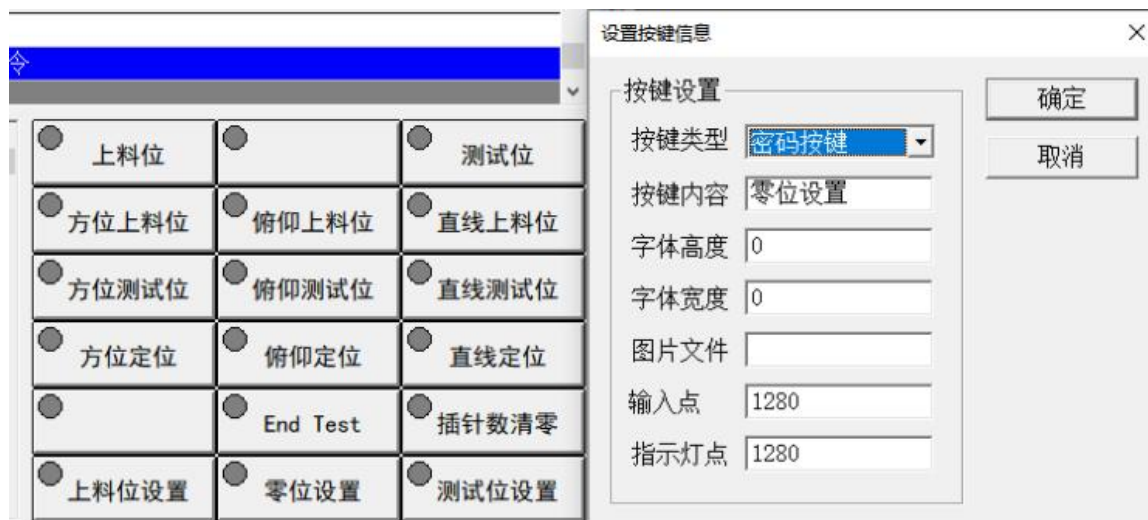 令
上料位
测试位
方位上料位
俯仰上料位
直线上料位
方位测试位
俯仰测试位
直线测试位
方位定位
俯仰定位
直线定位
End Test
插针数清零
上料位设置
零位设置
测试位设置
设置按键信息
按键设置
按键类型 密码按键
按键内容 零位设置
字体高度 0
字体宽度 0
图片文件
输入点 1280
指示灯点 1280
确定
取消